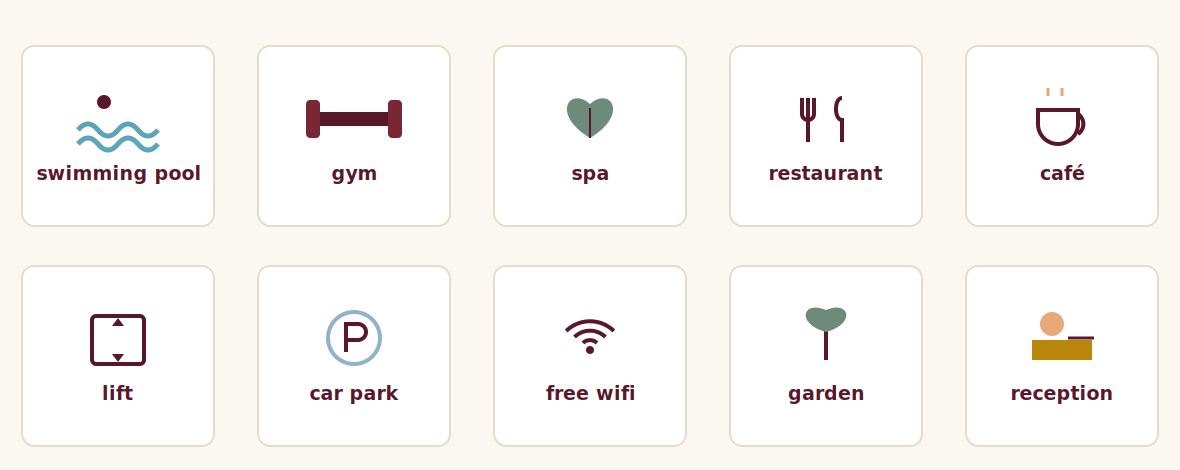 swimming pool
gym
spa
restaurant
café
lift
P
car park
free wifi
garden
reception